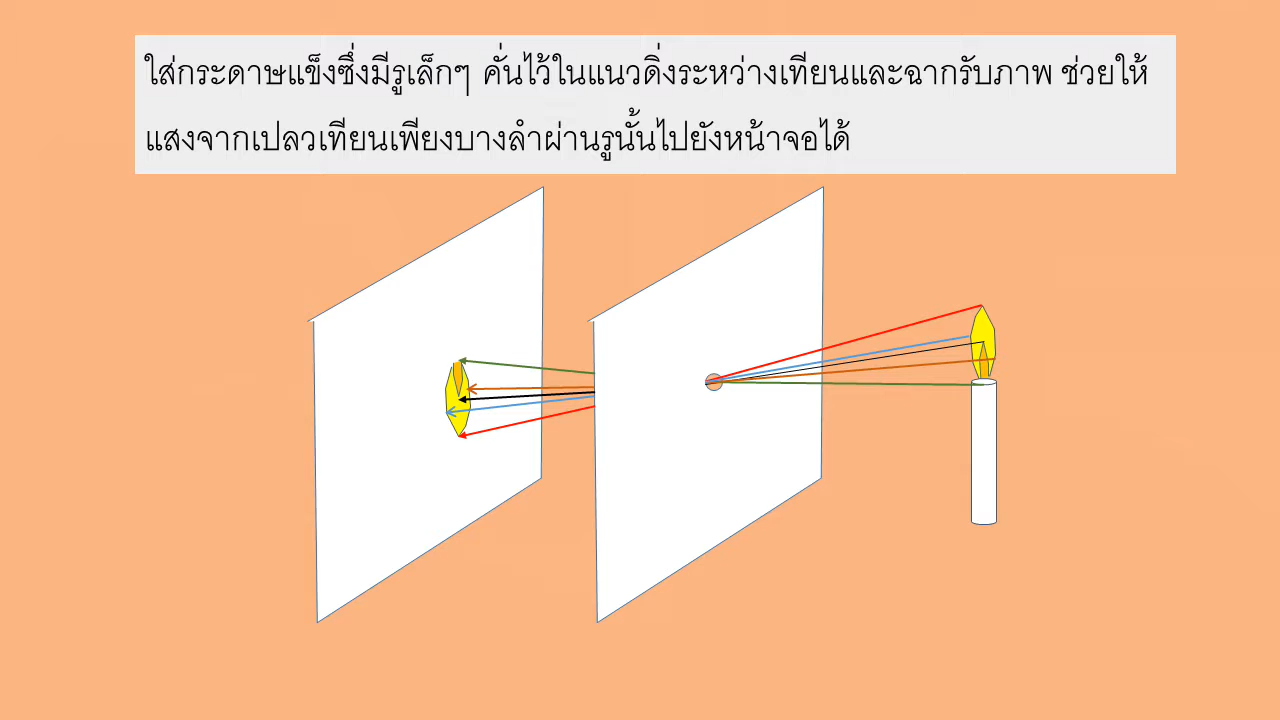 ใส่กระดาษแข็งซึ่งมีรูเล็กๆ คั่นไว้ในแนวดิ่งระหว่างเทียนและฉากรับภาพ ช่วยให้
แสงจากเปลวเทียนเพียงบางลำผ่านรูนั้นไปยังหน้าจอได้